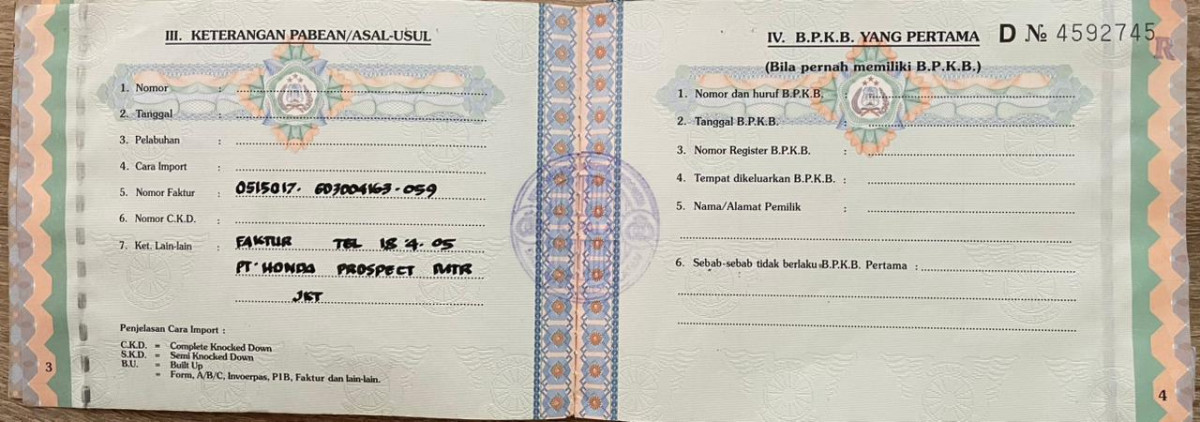 III. KETERANGAN PABEAN/ASAL-USUL
1. Nomor :
2. Tanggal :
3. Pelabuhan :
4. Cara Import :
5. Nomor Faktur : 0515017. 603004163-059
6. Nomor C.K.D. :
7. Ket. Lain-lain : FAKTUR TGL 18.4.05
PT. HONDA PROSPECT MTR
JKT
Penjelasan Cara Import :
C.K.D. = Complete Knocked Down
S.K.D. = Semi Knocked Down
B.U. = Built Up
= Form, A/B/C, Invoerpas, PIB, Faktur dan lain-lain.
3
IV. B.P.K.B. YANG PERTAMA D № 4592745
R
(Bila pernah memiliki B.P.K.B.)
1. Nomor dan huruf B.P.K.B. :
2. Tanggal B.P.K.B. :
3. Nomor Register B.P.K.B. :
4. Tempat dikeluarkan B.P.K.B. :
5. Nama/Alamat Pemilik :
6. Sebab-sebab tidak berlaku B.P.K.B. Pertama :
4